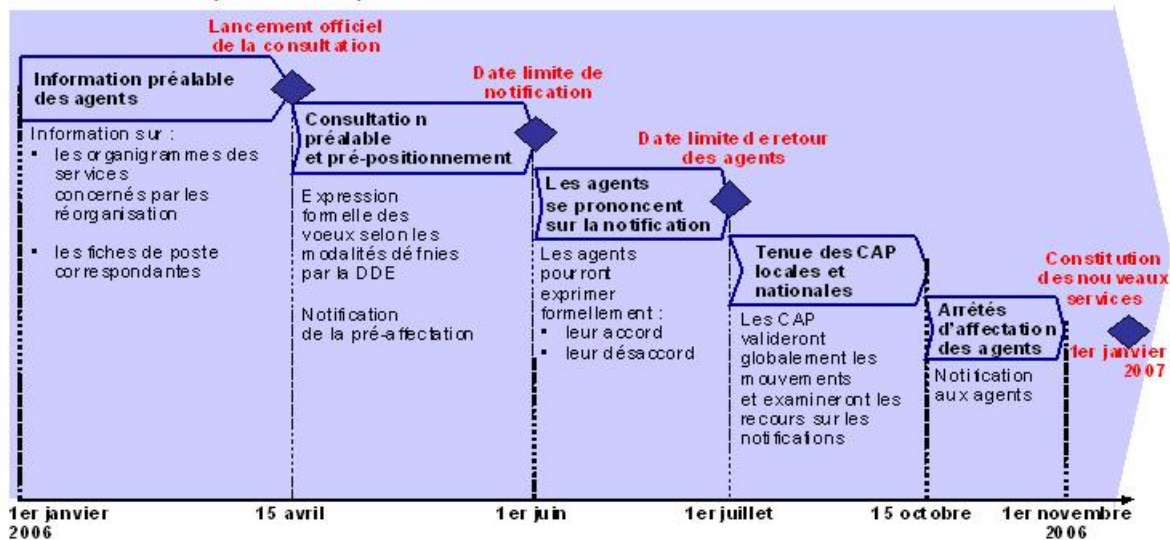 Lancement officiel
de la consultation
Information préalable
des agents
Information sur :
▪ les organigrammes des
services
concernés par les
réorganisation
▪ les fiches de poste
correspondantes
Date limite de
notification
Consultation
préalable
et pré-positionnement
Expression
formelle des
voeux selon les
modalités défnies
par la DDE
Notification
de la pré-affectation
Date limite de retour
des agents
Les agents
se prononcent
sur la notification
Les agents
pourront
exprimer
formellement :
▪ leur accord
▪ leur désaccord
Tenue des CAP
locales et
nationales
Les CAP
valideront
globalement les
mouvements
et examineront les
recours sur les
notifications
Constitution
des nouveaux
services
1er janvier
2007
Arrêtés
d'affectation
des agents
Notification
aux agents
1er janvier
2006
15 avril
1er juin
1er juillet
15 octobre
1er novembre
2006